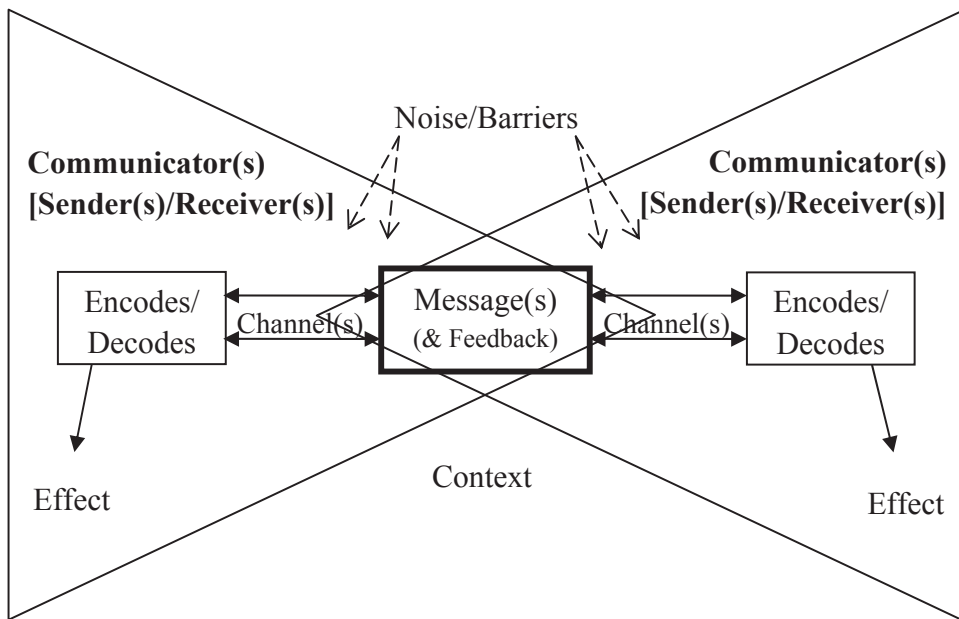 Noise/Barriers
Communicator(s)
[Sender(s)/Receiver(s)]
Communicator(s)
[Sender(s)/Receiver(s)]
Encodes/
Decodes
Channel(s)
Message(s)
(& Feedback)
Channel(s)
Encodes/
Decodes
Effect
Context
Effect